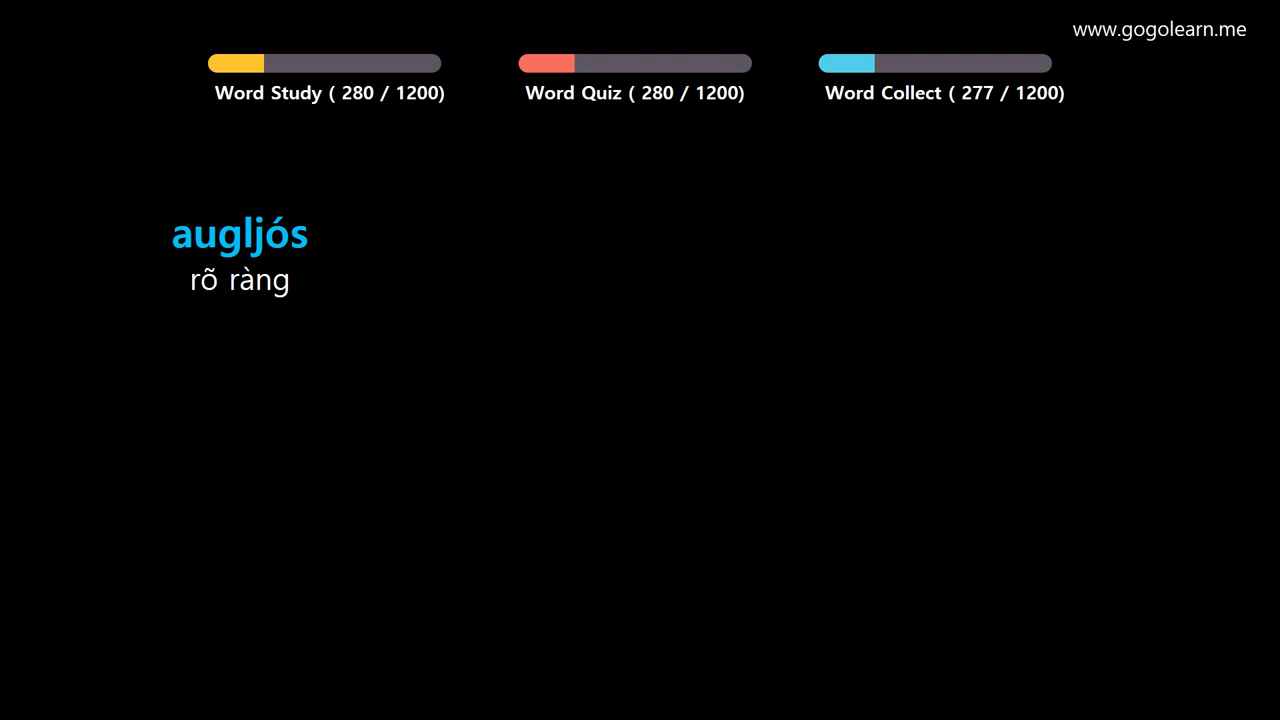 www.gogolearn.me
Word Study ( 280 / 1200)
Word Quiz ( 280 / 1200)
Word Collect ( 277 / 1200)
augljós
rõ ràng